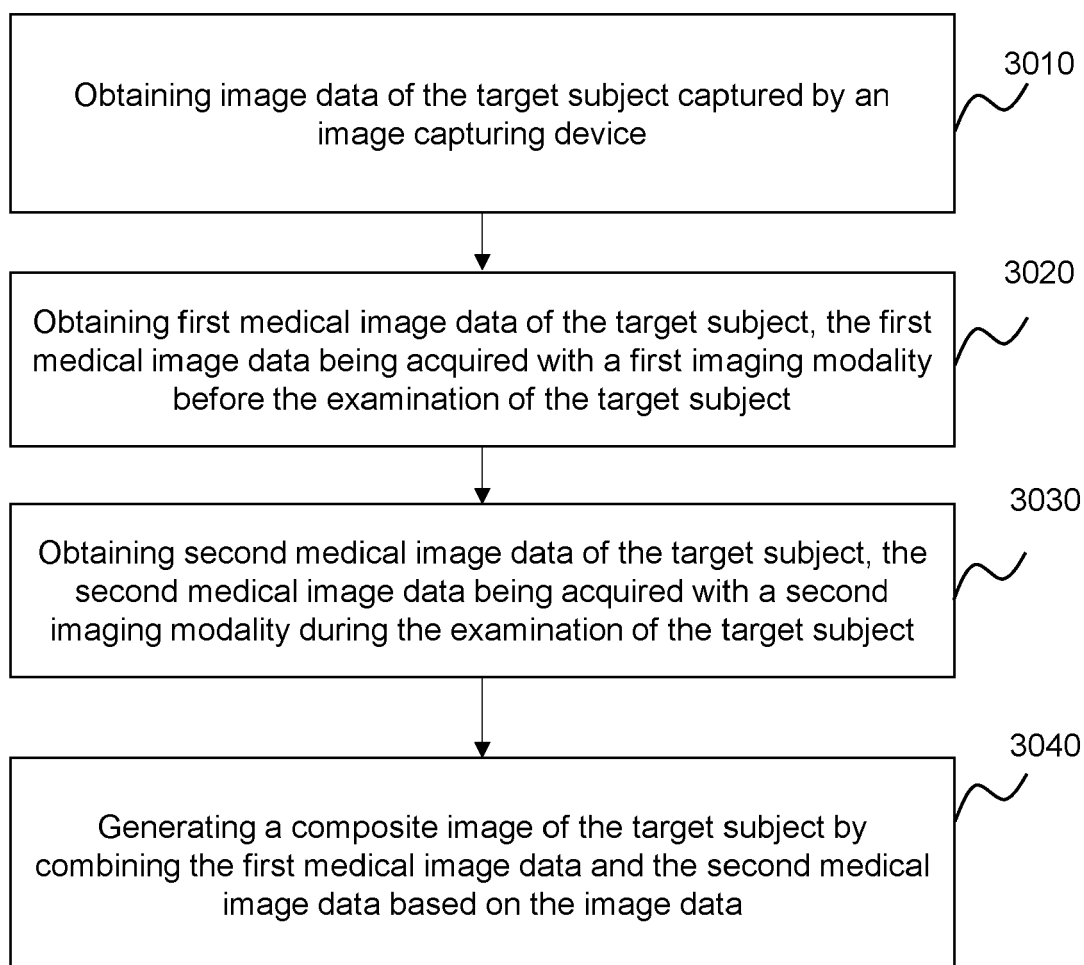 3010
Obtaining image data of the target subject captured by an
image capturing device
3020
Obtaining first medical image data of the target subject, the first
medical image data being acquired with a first imaging modality
before the examination of the target subject
3030
Obtaining second medical image data of the target subject, the
second medical image data being acquired with a second
imaging modality during the examination of the target subject
3040
Generating a composite image of the target subject by
combining the first medical image data and the second medical
image data based on the image data